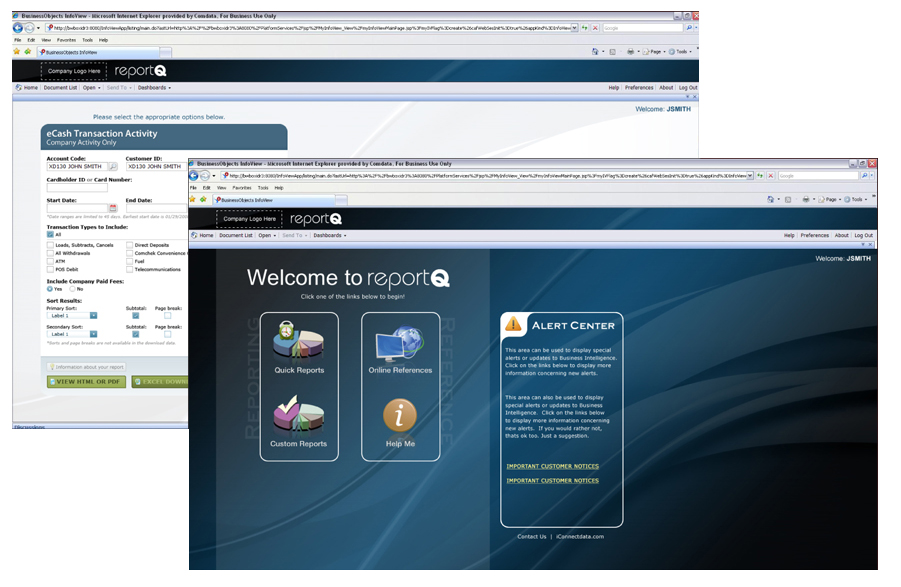 BusinessObjects InfoView - Microsoft Internet Explorer provided by Comdata. For Business Use Only
Google
File Edit View Favorites Tools Help
BusinessObjects InfoView
Page Tools
Company Logo Here reportQ
Home Document List Open Send To Dashboards Help Preferences About Log Out
Welcome: JSMITH
Please select the appropriate options below.
eCash Transaction Activity
Company Activity Only
Account Code: Customer ID:
XD130 JOHN SMITH XD130 JOHN SMITH
Cardholder ID or Card Number:
Start Date: End Date:
Transaction Types to Include:
All
Loads, Subtracts, Cancels Direct Deposits
All Withdrawals Comchek Convenience
ATM Fuel
POS Debit Telecommunications
Include Company Paid Fees:
Yes No
Sort Results:
Primary Sort: Subtotal: Page break:
Label 1
Secondary Sort: Subtotal: Page break:
Label 1
*Sorts and page breaks are not available in the download data.
Information about your report
VIEW HTML OR PDF EXCEL DOWN
Discussions
BusinessObjects InfoView - Microsoft Internet Explorer provided by Comdata. For Business Use Only
Google
File Edit View Favorites Tools Help
BusinessObjects InfoView
Page Tools
Company Logo Here reportQ
Home Document List Open Send To Dashboards Help Preferences About Log Out
Welcome: JSMITH
Welcome to reportQ
Click one of the links below to begin!
REPORTING
Quick Reports
Custom Reports
REFERENCE
Online References
Help Me
ALERT CENTER
This area can be used to display special
alerts or updates to Business Intelligence.
Click on the links below to display more
information concerning new alerts.
This area can also be used to display
special alerts or updates to Business
Intelligence. Click on the links below
to display more information concerning
new alerts. If you would rather not,
thats ok too. Just a suggestion.
IMPORTANT CUSTOMER NOTICES
IMPORTANT CUSTOMER NOTICES
Contact Us | iConnectdata.com